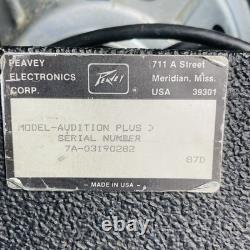 PEAVEY
ELECTRONICS
CORP.
Peavey
711 A Street
Meridian, Miss.
USA 39301
MODEL-AUDITION PLUS >
SERIAL NUMBER
7A-03190282
87D
— MADE IN USA —